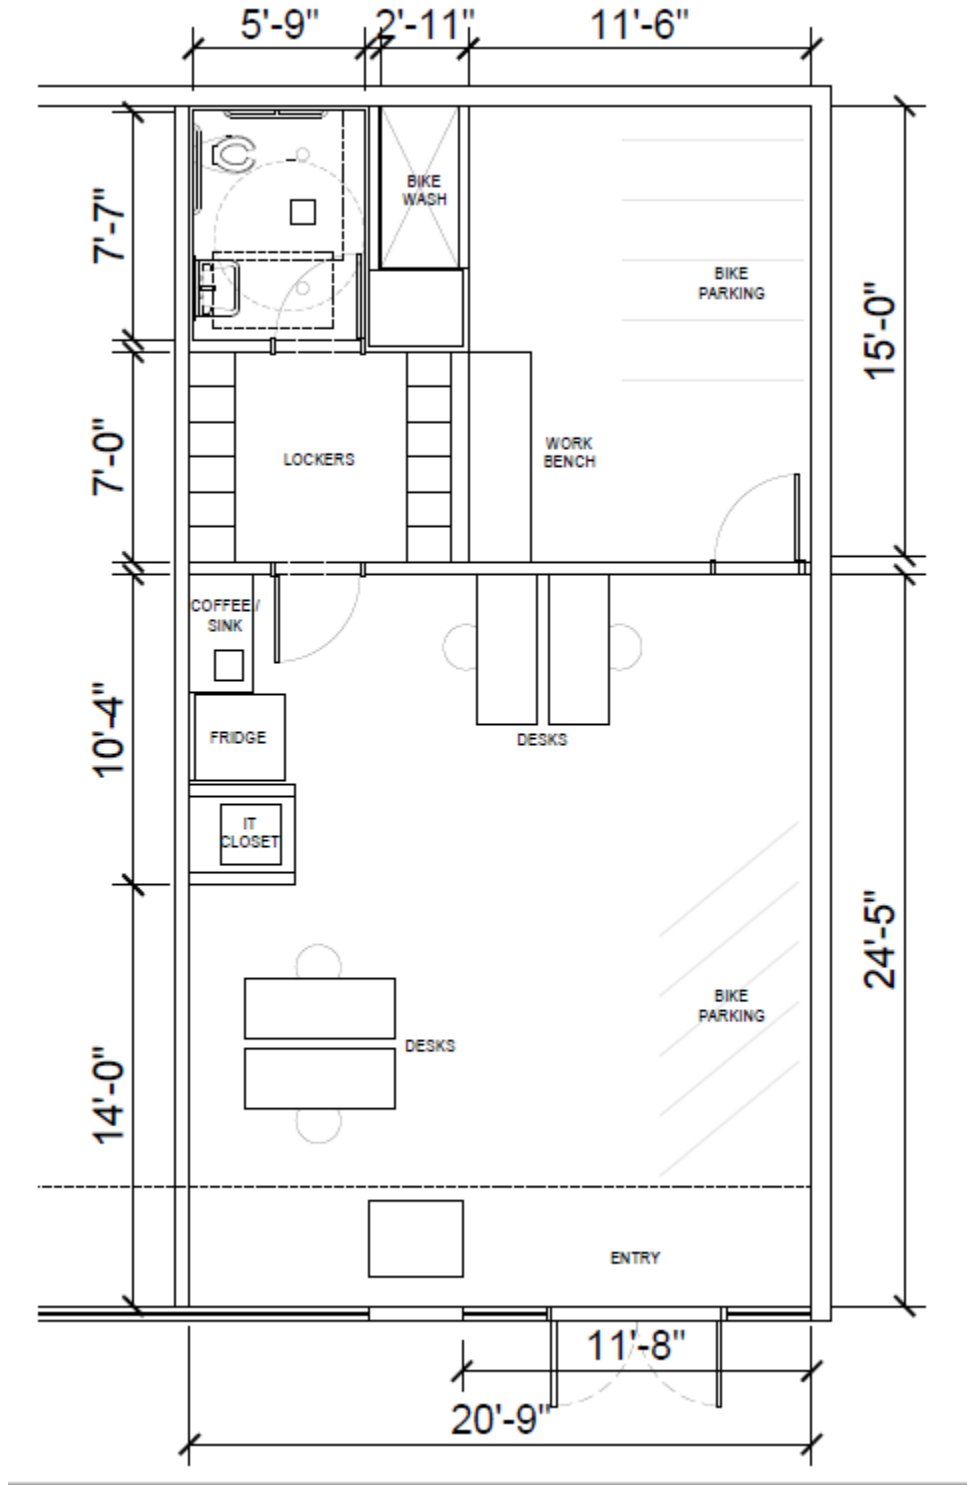 5'-9"
2'-11"
11'-6"
7'-7"
BIKE
WASH
BIKE
PARKING
15'-0"
7'-0"
LOCKERS
WORK
BENCH
COFFEE /
SINK
10'-4"
FRIDGE
DESKS
IT
CLOSET
24'-5"
BIKE
PARKING
14'-0"
DESKS
ENTRY
11'-8"
20'-9"